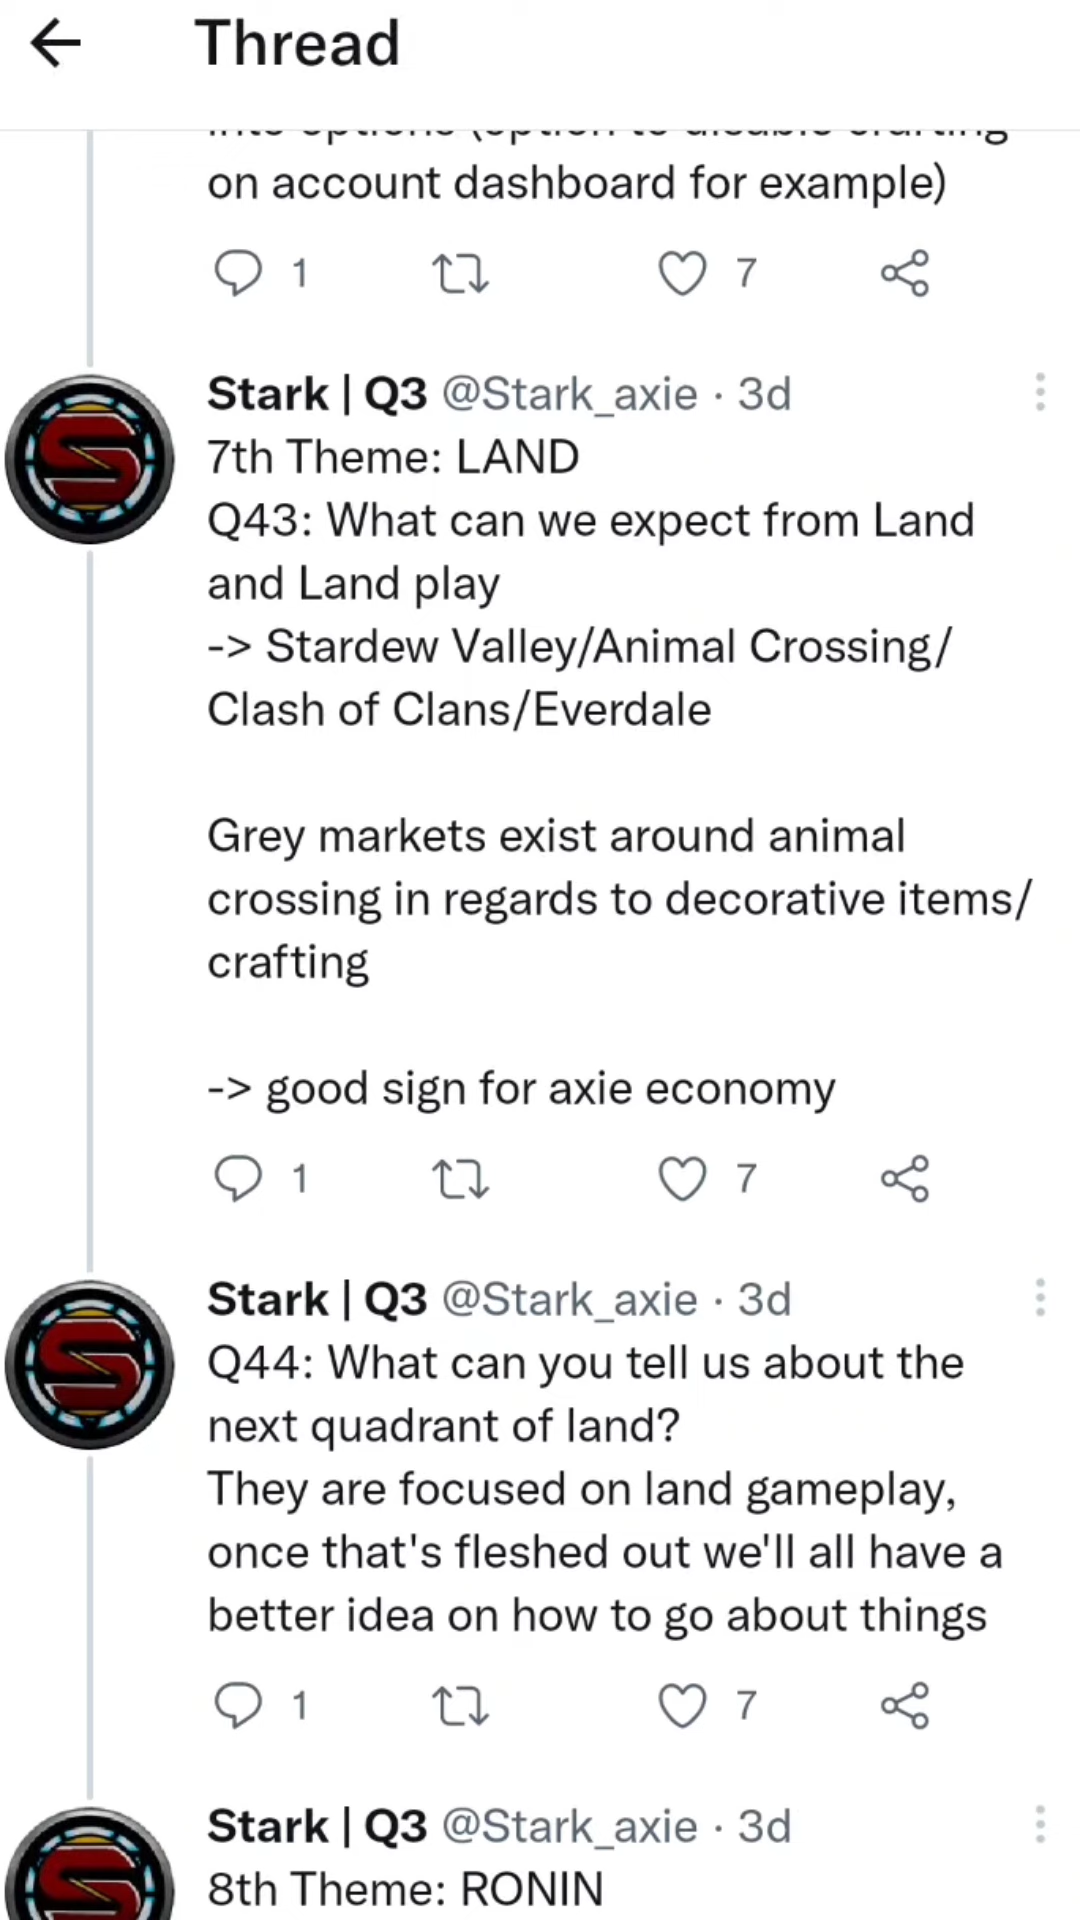 Thread
on account dashboard for example)
1 7
Stark | Q3 @Stark_axie · 3d
7th Theme: LAND
Q43: What can we expect from Land
and Land play
-> Stardew Valley/Animal Crossing/
Clash of Clans/Everdale
Grey markets exist around animal
crossing in regards to decorative items/
crafting
-> good sign for axie economy
1 7
Stark | Q3 @Stark_axie · 3d
Q44: What can you tell us about the
next quadrant of land?
They are focused on land gameplay,
once that's fleshed out we'll all have a
better idea on how to go about things
1 7
Stark | Q3 @Stark_axie · 3d
8th Theme: RONIN